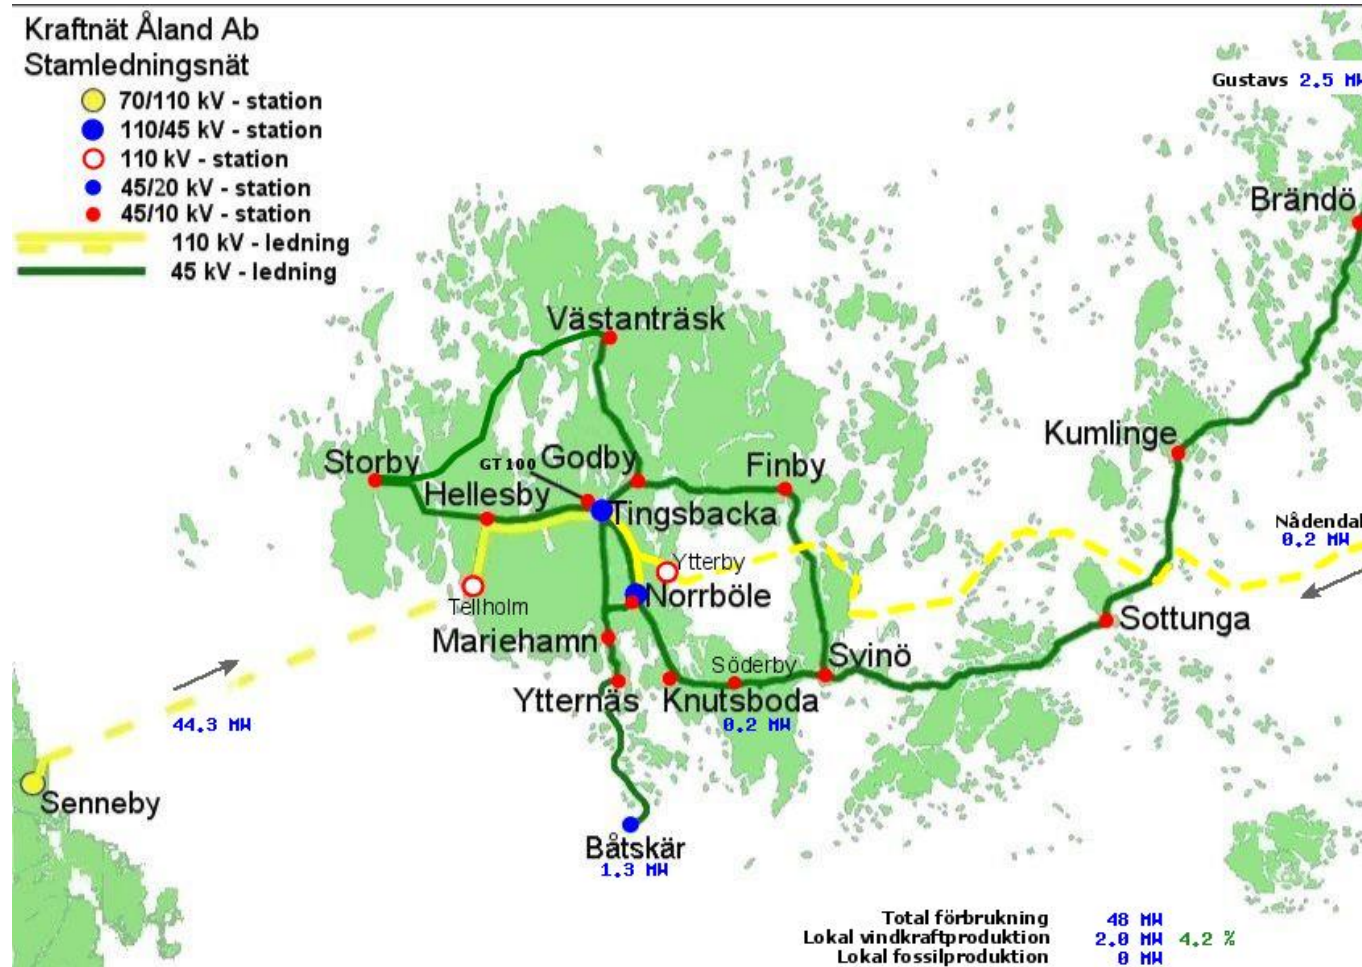 Kraftnät Åland Ab
Stamledningsnät
70/110 kV - station
110/45 kV - station
110 kV - station
45/20 kV - station
45/10 kV - station
110 kV - ledning
45 kV - ledning
Gustavs 2.5 MW
Brändö
Västanträsk
Kumlinge
Storby
GT100
Godby
Finby
Hellesby
Tingsbacka
Nådendal
0.2 MW
Ytterby
Tellholm
Norrböle
Sottunga
Mariehamn
Söderby
Svinö
Ytternäs
Knutsboda
44.3 MW
0.2 MW
Senneby
Båtskär
1.3 MW
Total förbrukning 48 MW
Lokal vindkraftproduktion 2.0 MW 4.2 %
Lokal fossilproduktion 0 MW